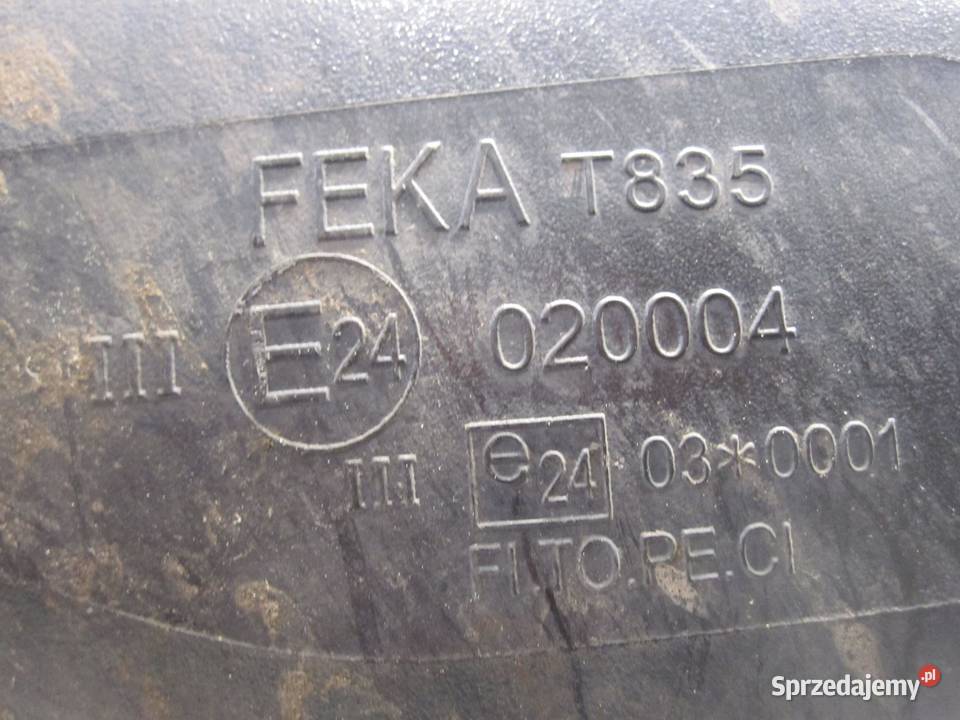 FEKA T835
III E24 020004
III e24 03*0001
FI.TO.PE.CI
Sprzedajemy.pl